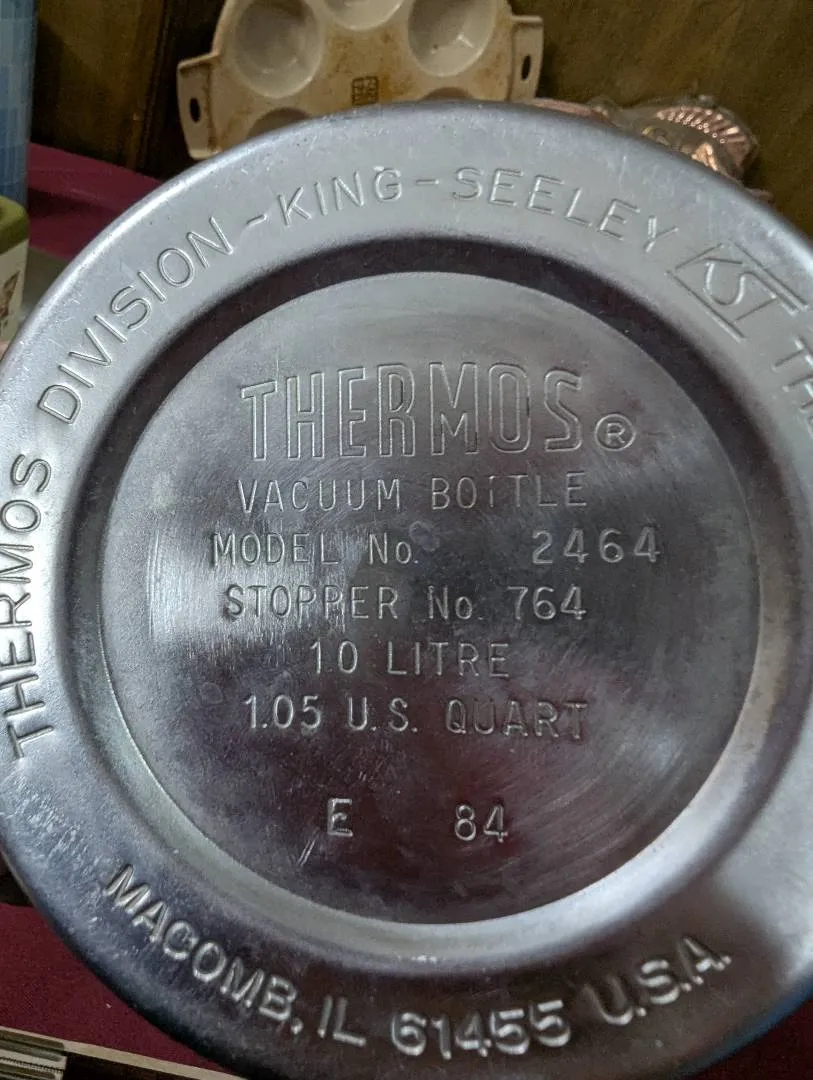 THERMOS DIVISION-KING-SEELEY KST
THERMOS®
VACUUM BOTTLE
MODEL No. 2464
STOPPER No. 764
1.0 LITRE
1.05 U.S. QUART
E 84
MACOMB, IL 61455 U.S.A.